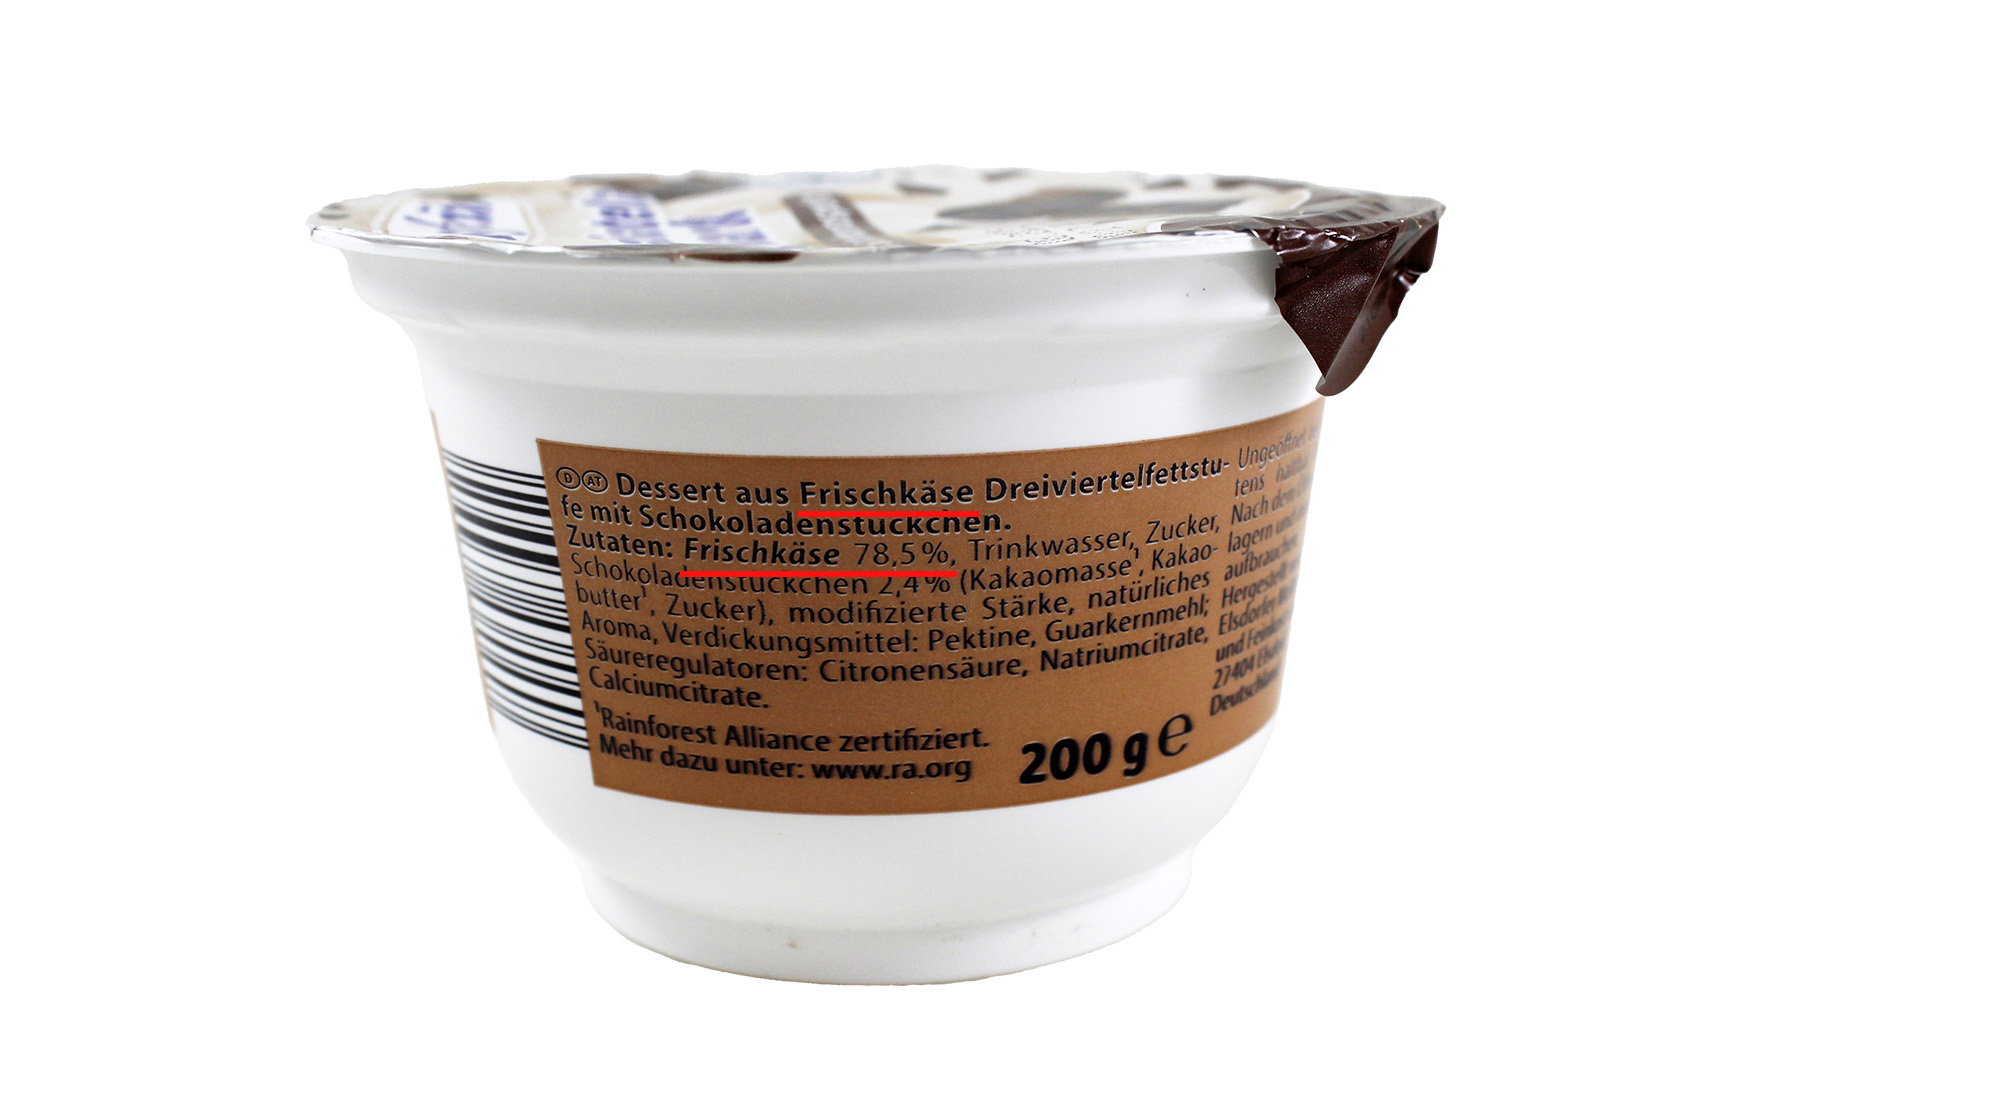 D AT Dessert aus Frischkäse Dreiviertelfettstu-
fe mit Schokoladenstückchen.
Zutaten: Frischkäse 78,5%, Trinkwasser, Zucker,
Schokoladenstückchen 2,4% (Kakaomasse¹, Kakao-
butter¹, Zucker), modifizierte Stärke, natürliches
Aroma, Verdickungsmittel: Pektine, Guarkernmehl;
Säureregulatoren: Citronensäure, Natriumcitrate,
Calciumcitrate.
¹Rainforest Alliance zertifiziert.
Mehr dazu unter: www.ra.org
200 g e
Ungeöffnet
tens
Nach dem
lagern und
aufbrauchen
Hergestellt
Elsdorfer
und Feinkost
27404
Deutschland